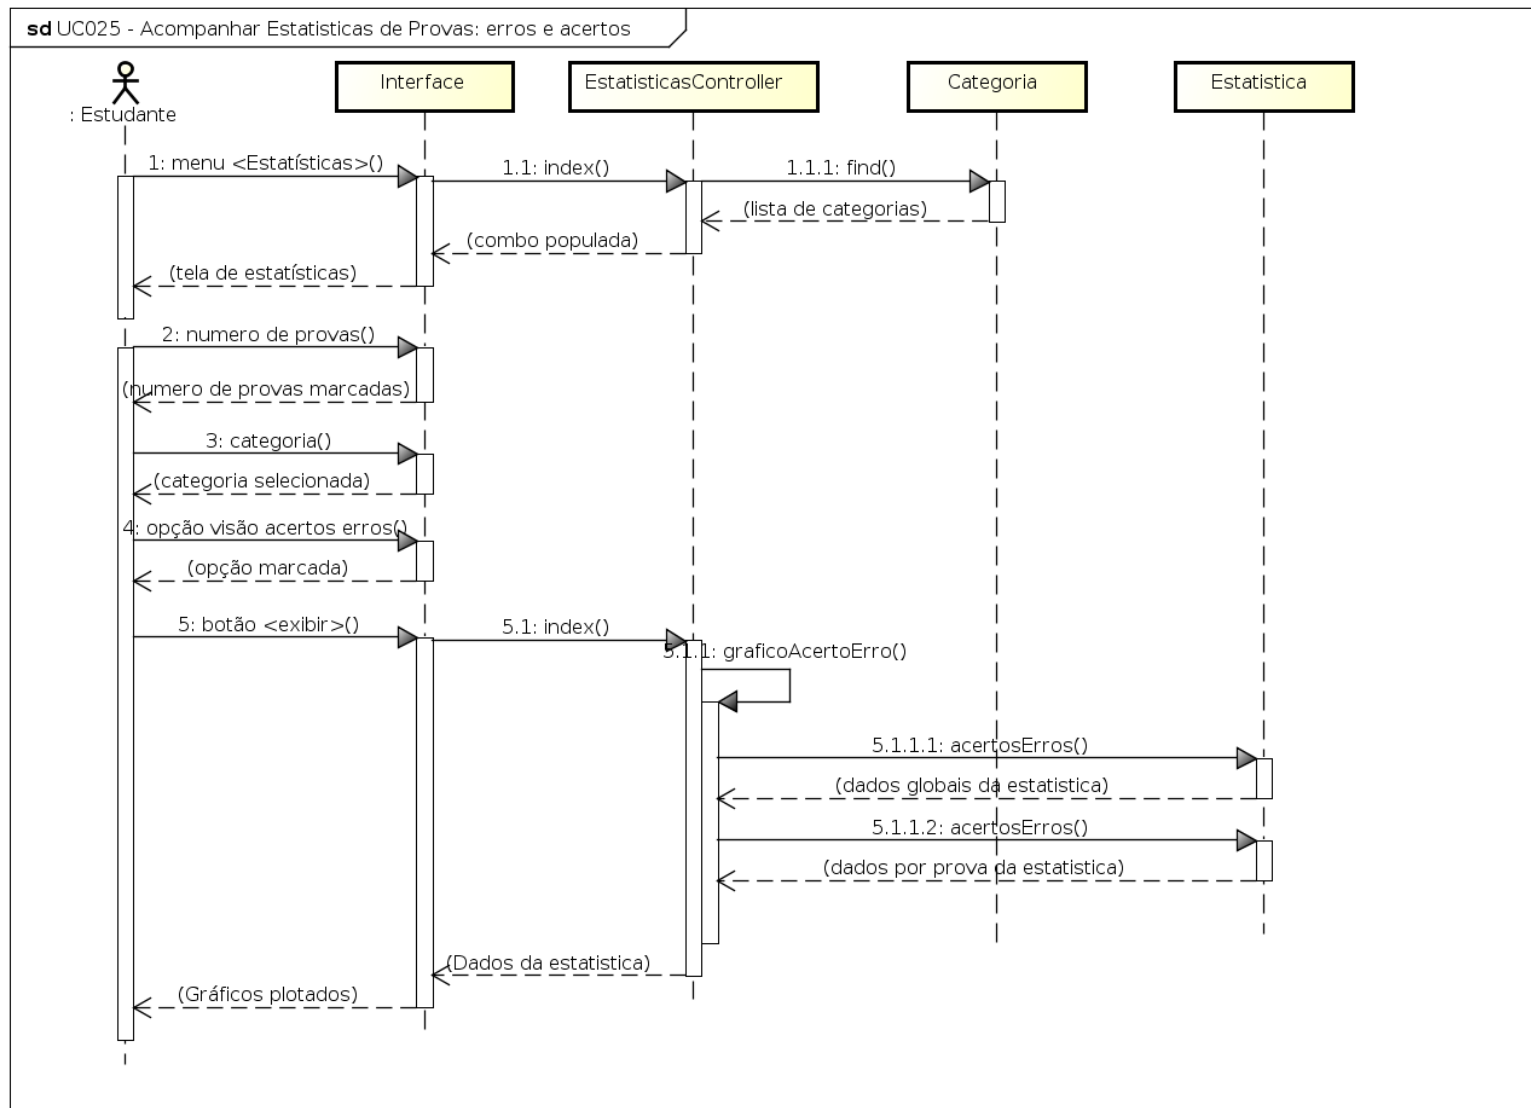 sd UC025 - Acompanhar Estatisticas de Provas: erros e acertos
Interface
EstatisticasController
Categoria
Estatistica
: Estudante
1: menu <Estatísticas>()
1.1: index()
1.1.1: find()
(lista de categorias)
(combo populada)
(tela de estatísticas)
2: numero de provas()
(numero de provas marcadas)
3: categoria()
(categoria selecionada)
4: opção visão acertos erros()
(opção marcada)
5: botão <exibir>()
5.1: index()
5.1.1: graficoAcertoErro()
5.1.1.1: acertosErros()
(dados globais da estatistica)
5.1.1.2: acertosErros()
(dados por prova da estatistica)
(Dados da estatistica)
(Gráficos plotados)